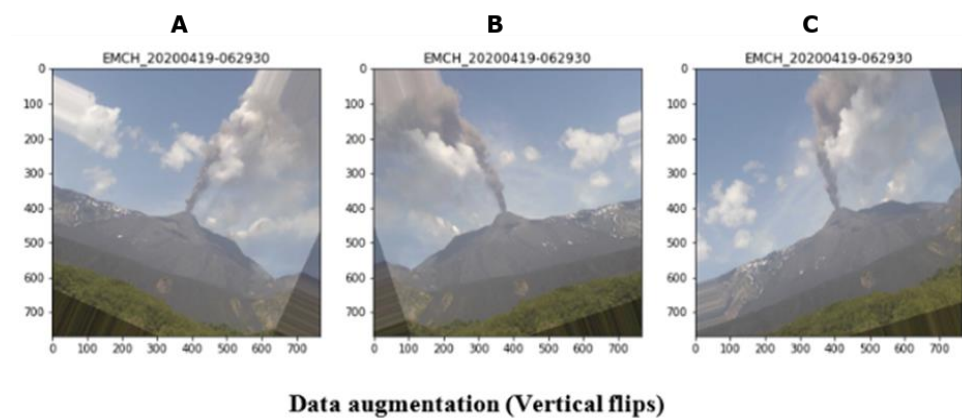 A B C
EMCH_20200419-062930 EMCH_20200419-062930 EMCH_20200419-062930
0 0 0
100 100 100
200 200 200
300 300 300
400 400 400
500 500 500
600 600 600
700 700 700
0 100 200 300 400 500 600 700 0 100 200 300 400 500 600 700 0 100 200 300 400 500 600 700
Data augmentation (Vertical flips)